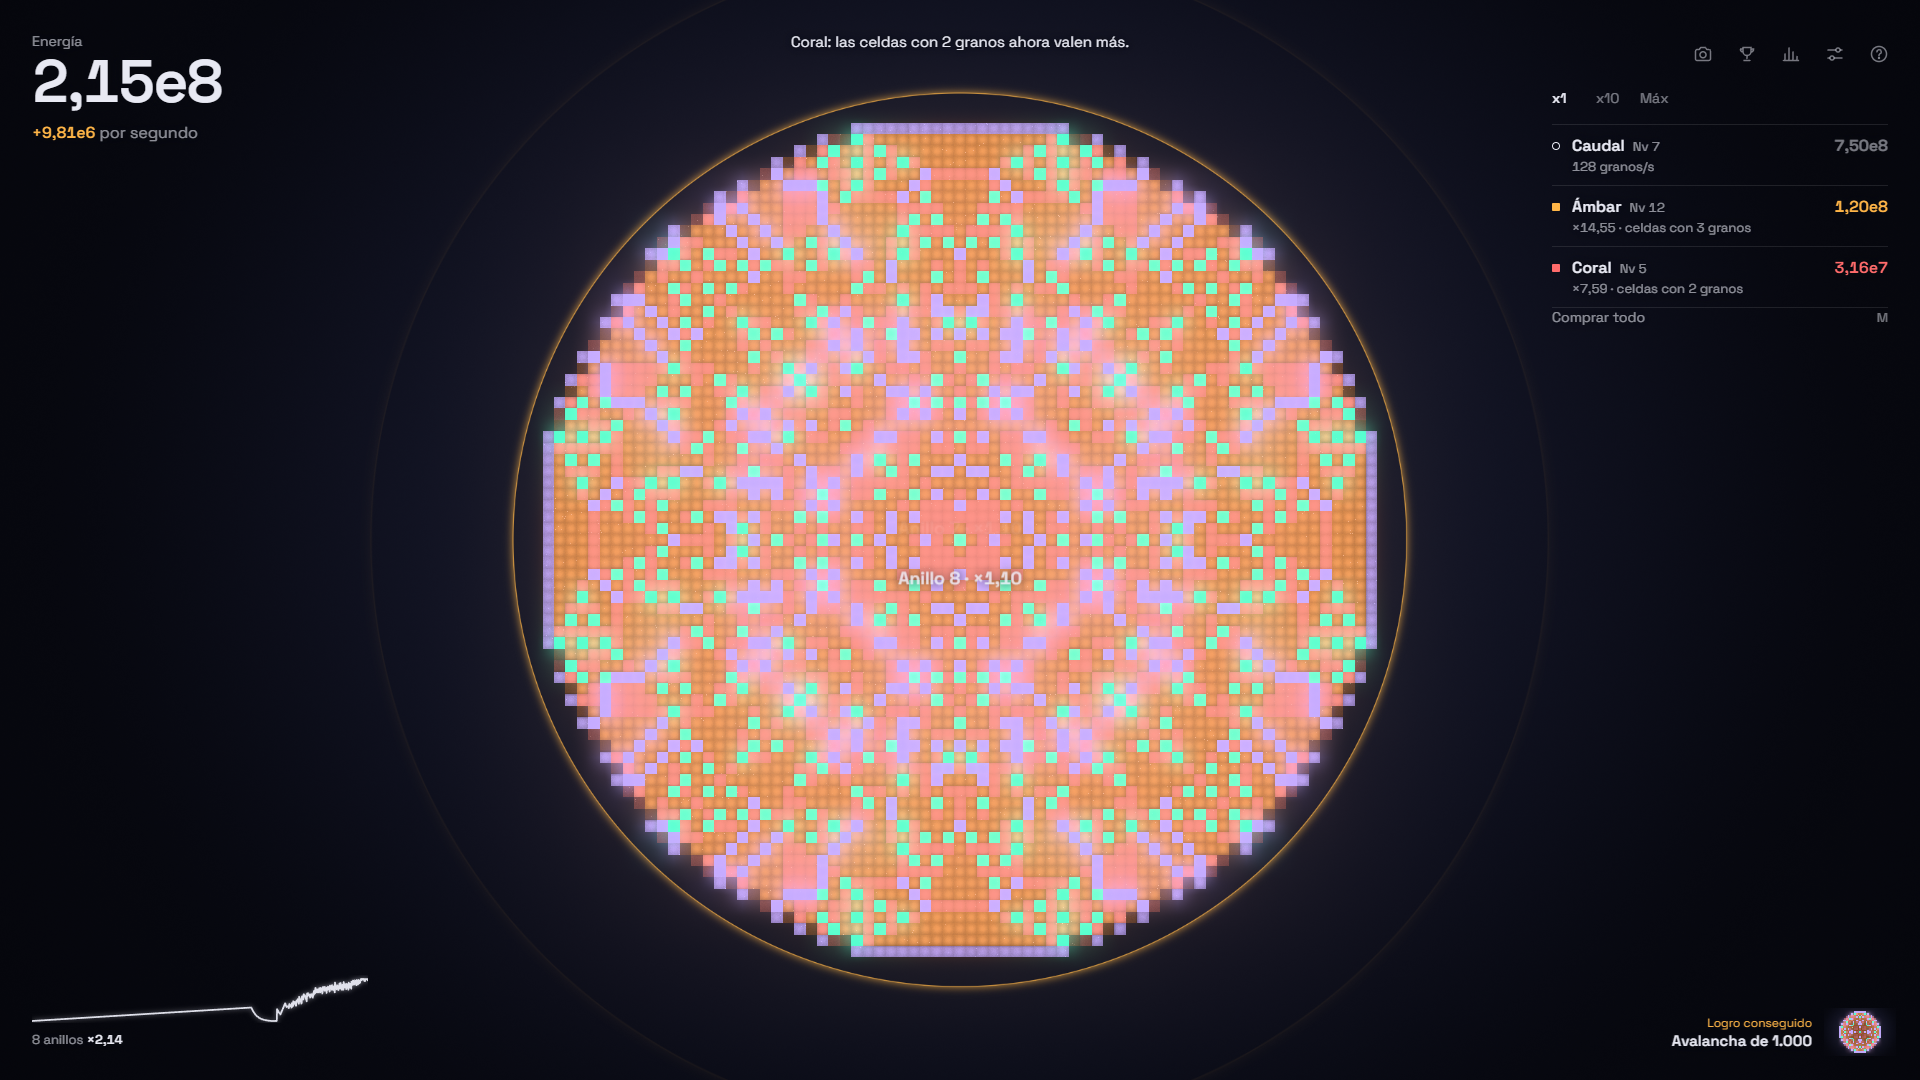 Energía
2,15e8
+9,81e6 por segundo
Coral: las celdas con 2 granos ahora valen más.
x1 x10 Máx
Caudal Nv 7 7,50e8
128 granos/s
Ámbar Nv 12 1,20e8
×14,55 · celdas con 3 granos
Coral Nv 5 3,16e7
×7,59 · celdas con 2 granos
Comprar todo M
Anillo 8 · ×1,10
8 anillos ×2,14
Logro conseguido
Avalancha de 1.000